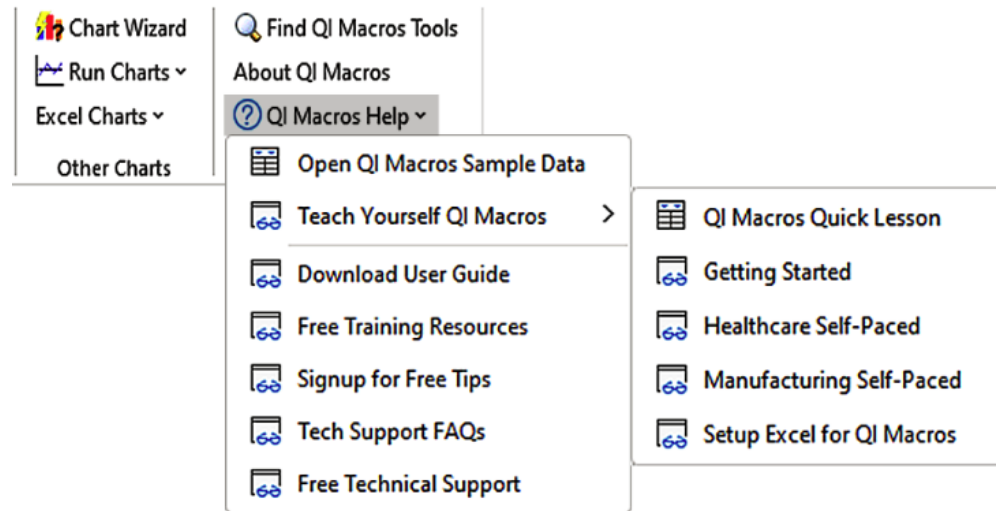 Chart Wizard
Run Charts
Excel Charts
Other Charts
Find QI Macros Tools
About QI Macros
QI Macros Help
Open QI Macros Sample Data
Teach Yourself QI Macros
Download User Guide
Free Training Resources
Signup for Free Tips
Tech Support FAQs
Free Technical Support
QI Macros Quick Lesson
Getting Started
Healthcare Self-Paced
Manufacturing Self-Paced
Setup Excel for QI Macros